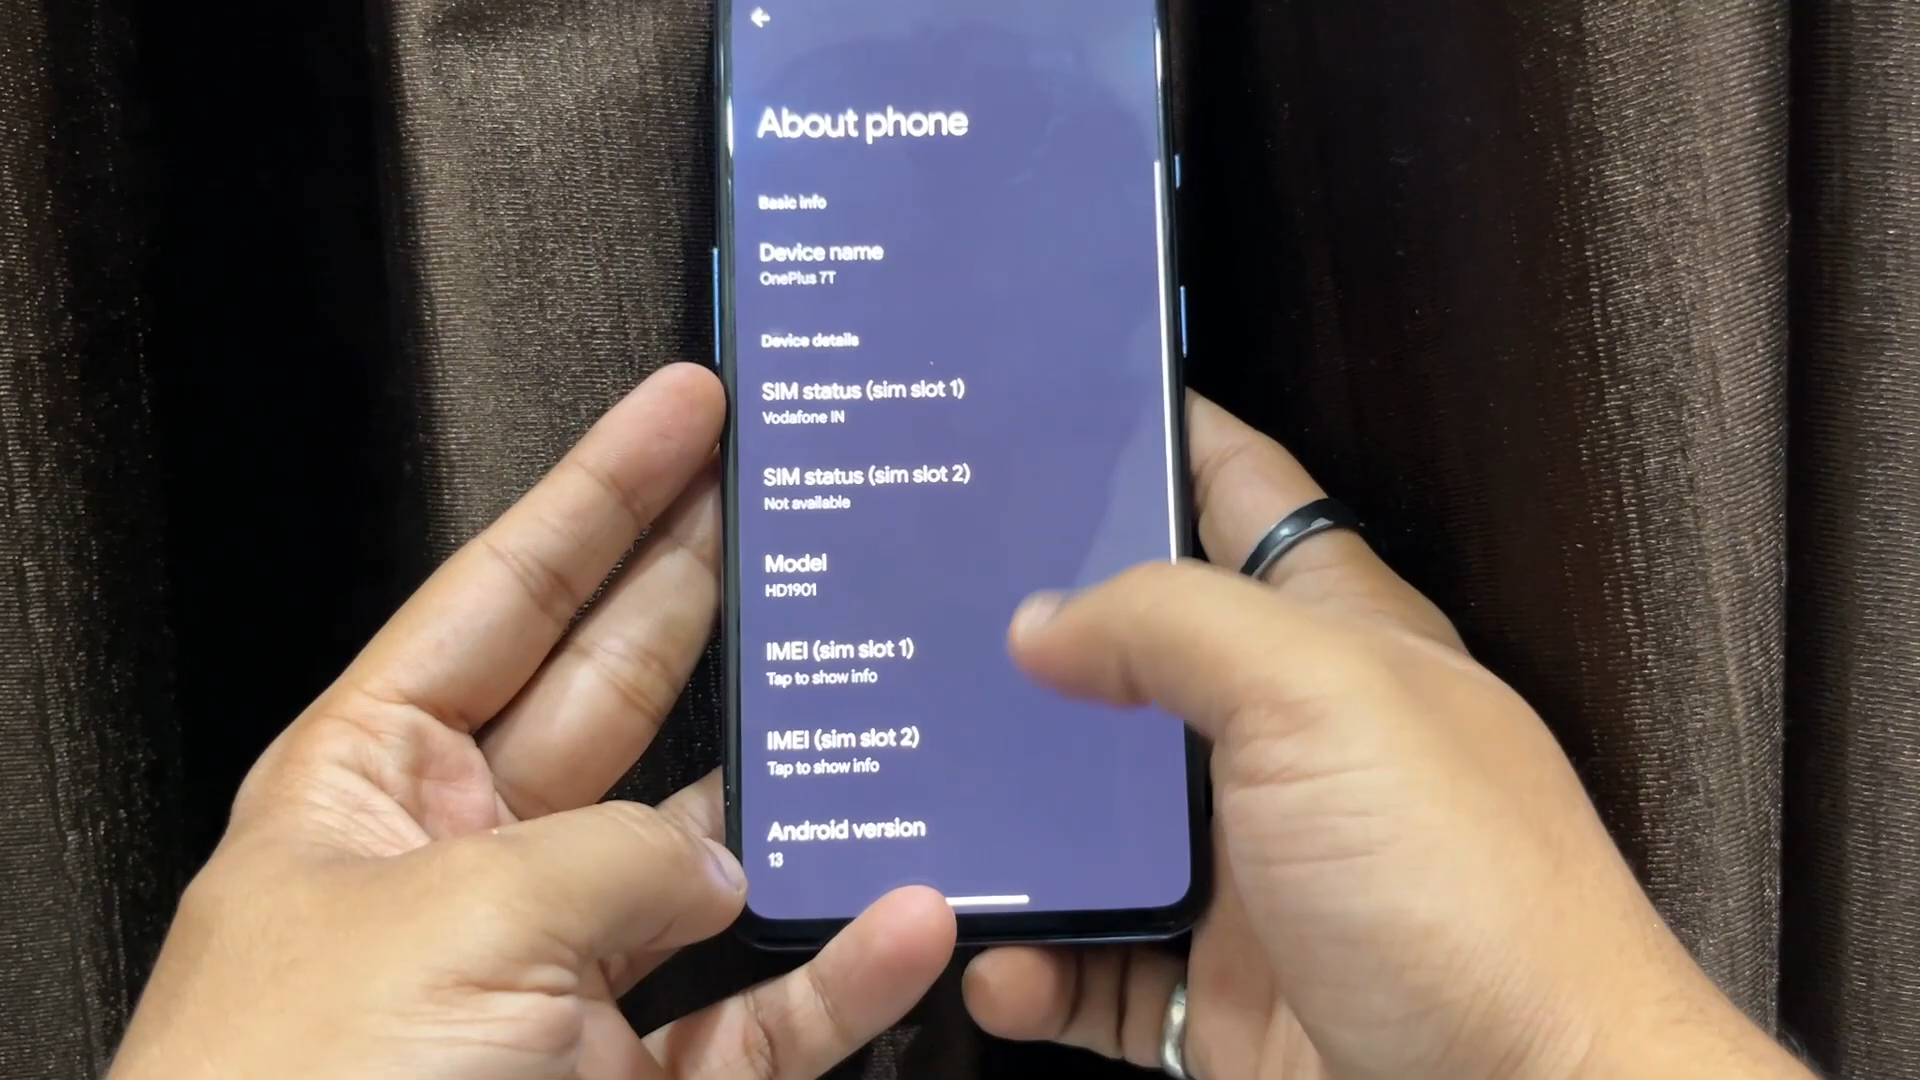 About phone
Basic info
Device name
OnePlus 7T
Device details
SIM status (sim slot 1)
Vodafone IN
SIM status (sim slot 2)
Not available
Model
HD1901
IMEI (sim slot 1)
Tap to show info
IMEI (sim slot 2)
Tap to show info
Android version
13